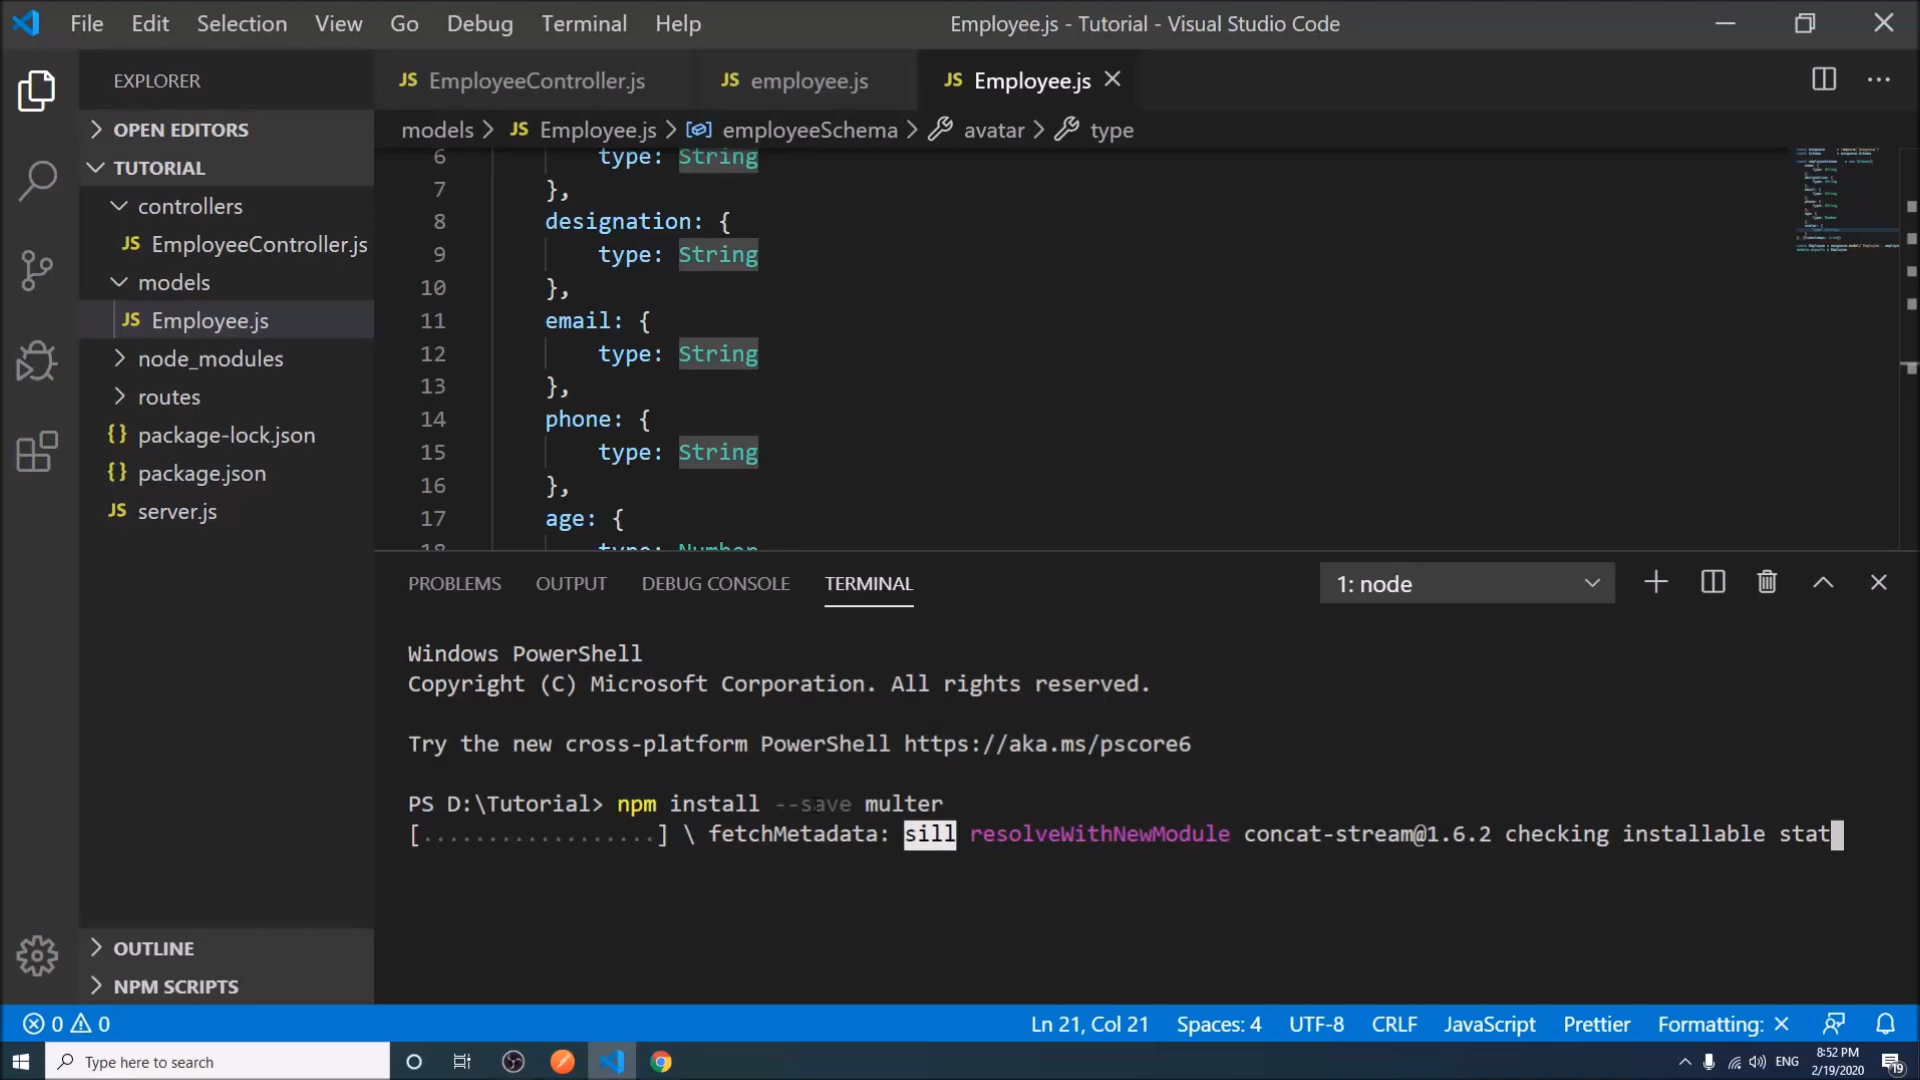 File Edit Selection View Go Debug Terminal Help
Employee.js - Tutorial - Visual Studio Code
EXPLORER
OPEN EDITORS
TUTORIAL
controllers
JS EmployeeController.js
models
JS Employee.js
node_modules
routes
{} package-lock.json
{} package.json
JS server.js
OUTLINE
NPM SCRIPTS
JS EmployeeController.js JS employee.js JS Employee.js
models > JS Employee.js > employeeSchema > avatar > type
6 type: String
7 },
8 designation: {
9 type: String
10 },
11 email: {
12 type: String
13 },
14 phone: {
15 type: String
16 },
17 age: {
18 type: Number
PROBLEMS OUTPUT DEBUG CONSOLE TERMINAL 1: node
Windows PowerShell
Copyright (C) Microsoft Corporation. All rights reserved.
Try the new cross-platform PowerShell https://aka.ms/pscore6
PS D:\Tutorial> npm install --save multer
[..................] \ fetchMetadata: sill resolveWithNewModule concat-stream@1.6.2 checking installable stat
0 0 Ln 21, Col 21 Spaces: 4 UTF-8 CRLF JavaScript Prettier Formatting: ×
Type here to search
ENG
8:52 PM
2/19/2020
19